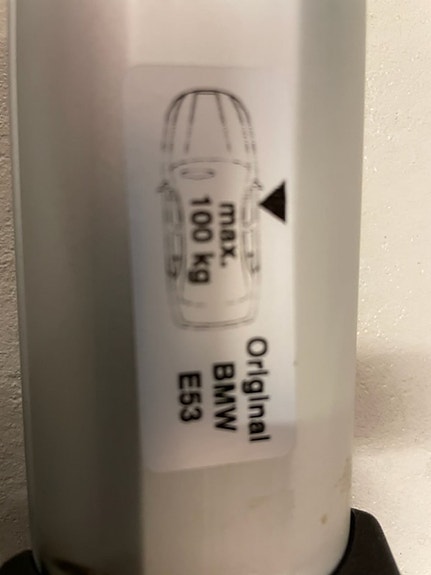 max.
100 kg
Original
BMW
E53